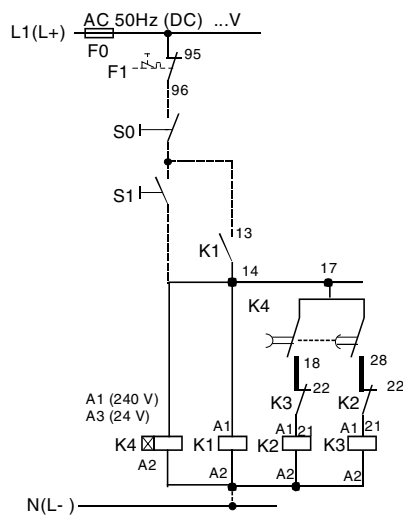 AC 50Hz (DC) ...V
L1(L+)
F0
95
F1
96
S0
S1
13
K1
14
17
K4
18
28
22
22
K3
K2
A1 (240 V)
A3 (24 V)
A1
A1 21
A1 21
K4
K1
K2
K3
A2
A2
A2
A2
N(L- )